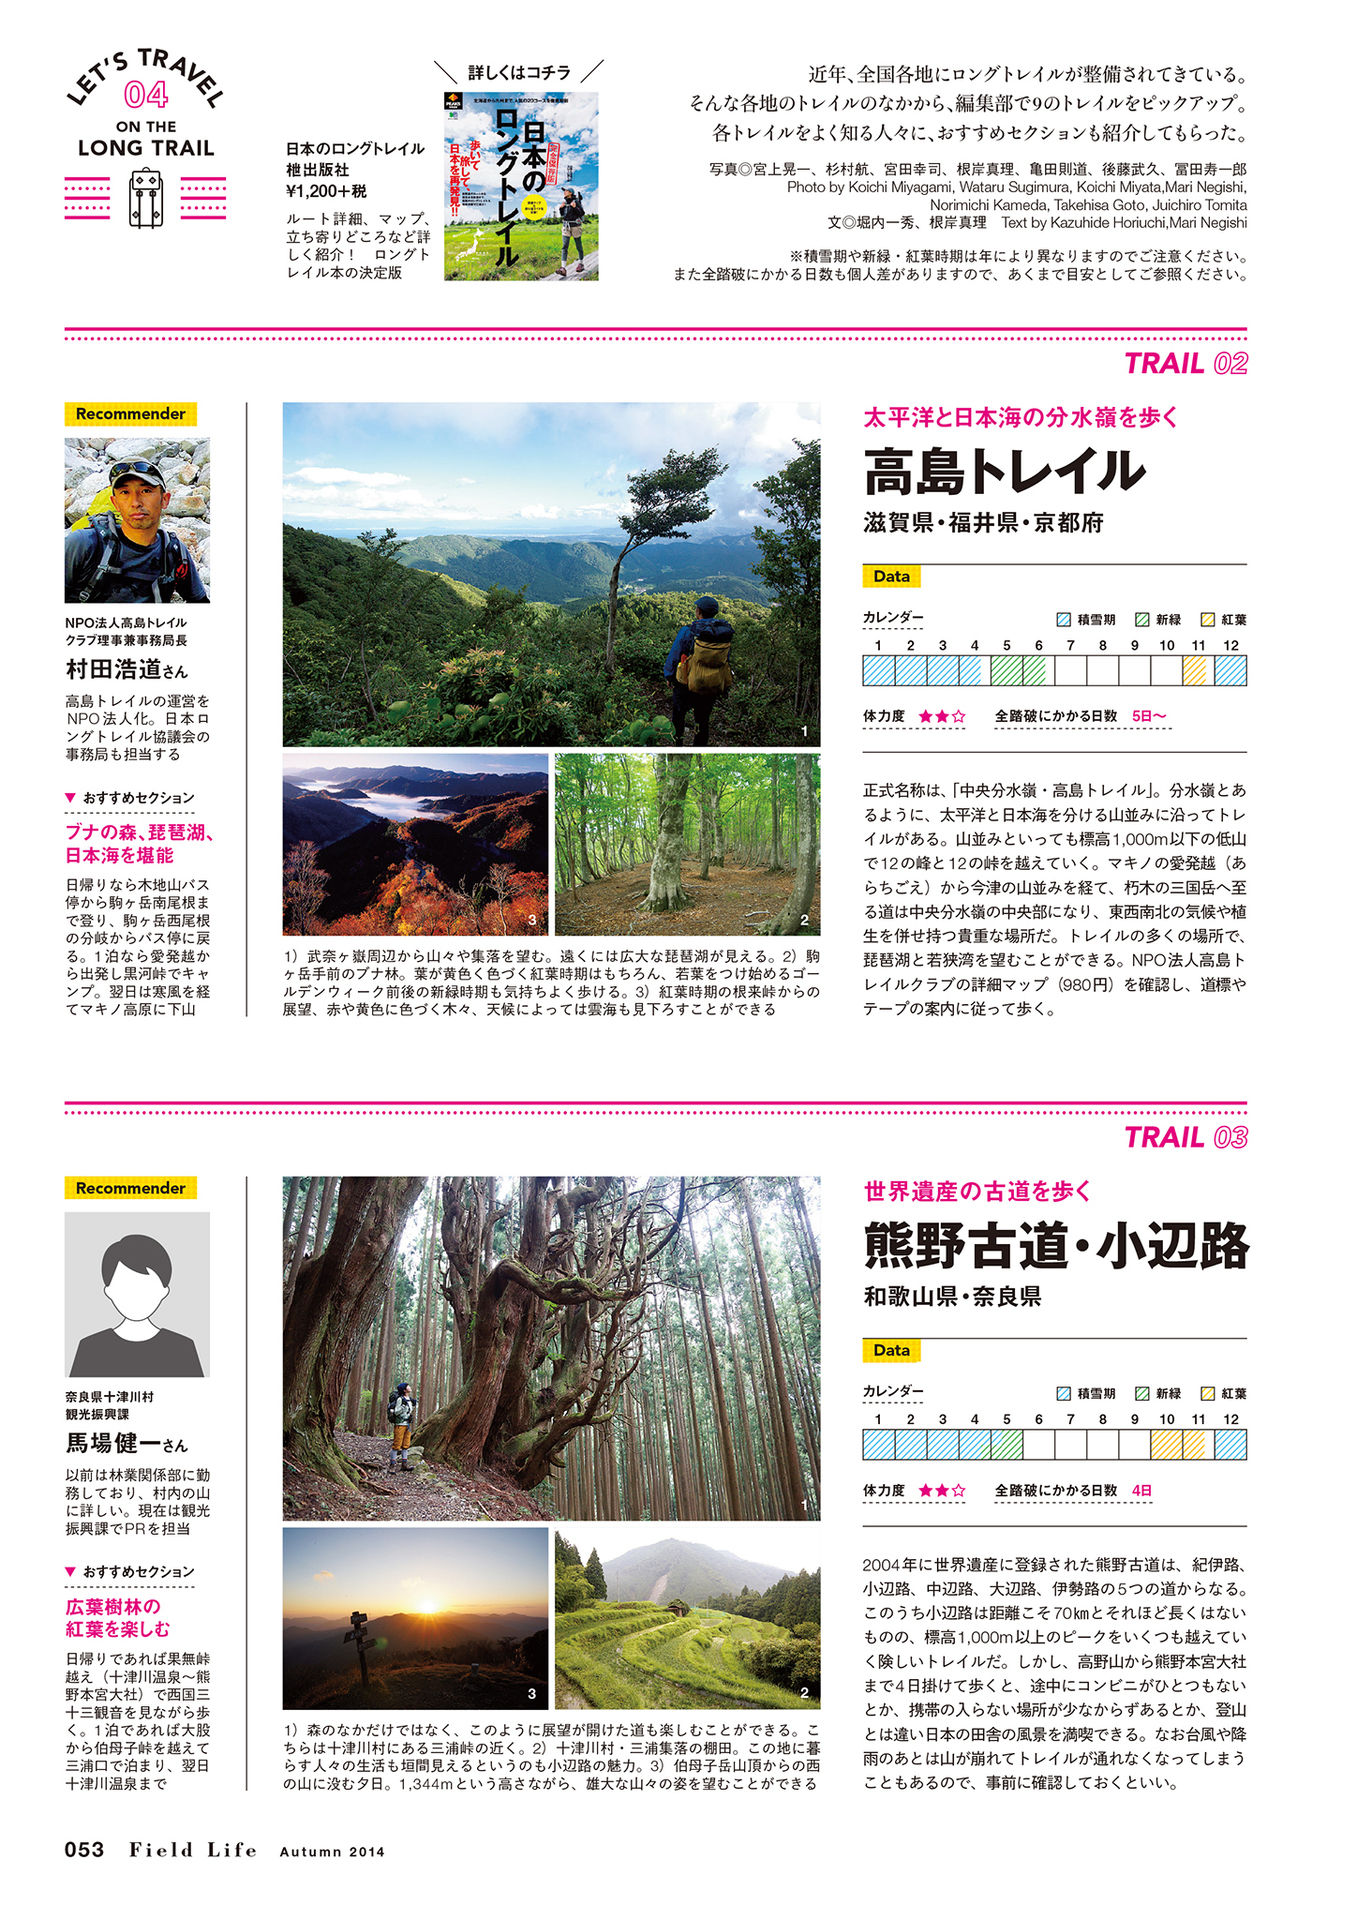 LET'S TRAVEL
04
ON THE
LONG TRAIL
詳しくはコチラ
日本のロングトレイル
枻出版社
¥1,200+税
ルート詳細、マップ、
立ち寄りどころなど詳
しく紹介！　ロングト
レイル本の決定版
PEAKS
日本の
ロングトレイル
歩いて
旅して、
日本を再発見!!
近年、全国各地にロングトレイルが整備されてきている。
そんな各地のトレイルのなかから、編集部で9のトレイルをピックアップ。
各トレイルをよく知る人々に、おすすめセクションも紹介してもらった。
写真◎宮上晃一、杉村航、宮田幸司、根岸真理、亀田則道、後藤武久、冨田寿一郎
Photo by Koichi Miyagami, Wataru Sugimura, Koichi Miyata,Mari Negishi,
Norimichi Kameda, Takehisa Goto, Juichiro Tomita
文◎堀内一秀、根岸真理　Text by Kazuhide Horiuchi,Mari Negishi
※積雪期や新緑・紅葉時期は年により異なりますのでご注意ください。
また全踏破にかかる日数も個人差がありますので、あくまで目安としてご参照ください。
TRAIL 02
Recommender
NPO法人高島トレイル
クラブ理事兼事務局長
村田浩道さん
高島トレイルの運営を
NPO法人化。日本ロ
ングトレイル協議会の
事務局も担当する
▼ おすすめセクション
ブナの森、琵琶湖、
日本海を堪能
日帰りなら木地山バス
停から駒ヶ岳南尾根ま
で登り、駒ヶ岳西尾根
の分岐からバス停に戻
る。1泊なら愛発越か
ら出発し黒河峠でキャ
ンプ。翌日は寒風を経
てマキノ高原に下山
1
3
2
1）武奈ヶ嶽周辺から山々や集落を望む。遠くには広大な琵琶湖が見える。2）駒
ヶ岳手前のブナ林。葉が黄色く色づく紅葉時期はもちろん、若葉をつけ始めるゴー
ルデンウィーク前後の新緑時期も気持ちよく歩ける。3）紅葉時期の根来峠からの
展望、赤や黄色に色づく木々、天候によっては雲海も見下ろすことができる
太平洋と日本海の分水嶺を歩く
高島トレイル
滋賀県・福井県・京都府
Data
カレンダー 積雪期 新緑 紅葉
1 2 3 4 5 6 7 8 9 10 11 12
体力度 ★★☆ 全踏破にかかる日数 5日〜
正式名称は、「中央分水嶺・高島トレイル」。分水嶺とあ
るように、太平洋と日本海を分ける山並みに沿ってトレ
イルがある。山並みといっても標高1,000m以下の低山
で12の峰と12の峠を越えていく。マキノの愛発越（あ
らちごえ）から今津の山並みを経て、朽木の三国岳へ至
る道は中央分水嶺の中央部になり、東西南北の気候や植
生を併せ持つ貴重な場所だ。トレイルの多くの場所で、
琵琶湖と若狭湾を望むことができる。NPO法人高島ト
レイルクラブの詳細マップ（980円）を確認し、道標や
テープの案内に従って歩く。
TRAIL 03
Recommender
奈良県十津川村
観光振興課
馬場健一さん
以前は林業関係部に勤
務しており、村内の山
に詳しい。現在は観光
振興課でPRを担当
▼ おすすめセクション
広葉樹林の
紅葉を楽しむ
日帰りであれば果無峠
越え（十津川温泉〜熊
野本宮大社）で西国三
十三観音を見ながら歩
く。1泊であれば大股
から伯母子峠を越えて
三浦口で泊まり、翌日
十津川温泉まで
1
3
2
1）森のなかだけではなく、このように展望が開けた道も楽しむことができる。こ
ちらは十津川村にある三浦峠の近く。2）十津川村・三浦集落の棚田。この地に暮
らす人々の生活も垣間見えるというのも小辺路の魅力。3）伯母子岳山頂からの西
の山に没む夕日。1,344mという高さながら、雄大な山々の姿を望むことができる
世界遺産の古道を歩く
熊野古道・小辺路
和歌山県・奈良県
Data
カレンダー 積雪期 新緑 紅葉
1 2 3 4 5 6 7 8 9 10 11 12
体力度 ★★☆ 全踏破にかかる日数 4日
2004年に世界遺産に登録された熊野古道は、紀伊路、
小辺路、中辺路、大辺路、伊勢路の5つの道からなる。
このうち小辺路は距離こそ70kmとそれほど長くはない
ものの、標高1,000m以上のピークをいくつも越えてい
く険しいトレイルだ。しかし、高野山から熊野本宮大社
まで4日掛けて歩くと、途中にコンビニがひとつもない
とか、携帯の入らない場所が少なからずあるとか、登山
とは違い日本の田舎の風景を満喫できる。なお台風や降
雨のあとは山が崩れてトレイルが通れなくなってしまう
こともあるので、事前に確認しておくといい。
053 Field Life Autumn 2014